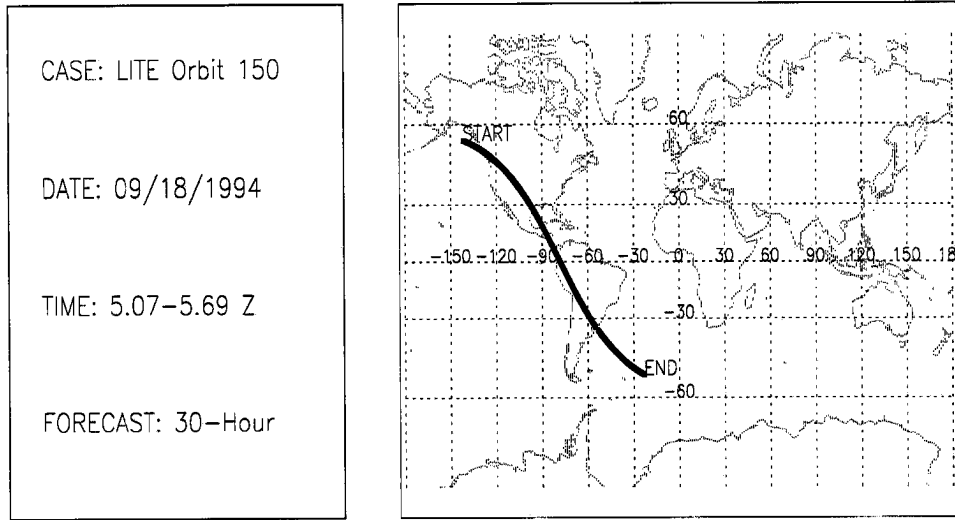 CASE: LITE Orbit 150
DATE: 09/18/1994
TIME: 5.07-5.69 Z
FORECAST: 30-Hour
60
START
30
-150 -120 -90 -60 -30 0 30 60 90 120 150 18
-30
END
-60